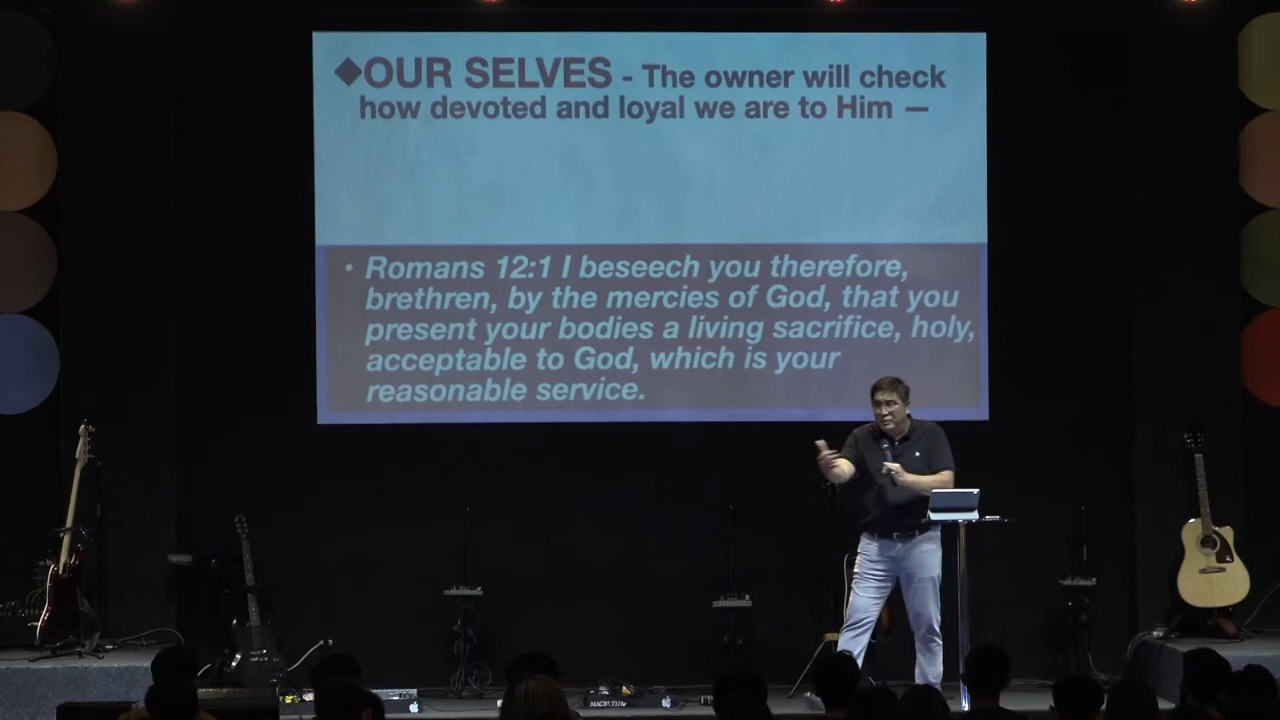 ◆OUR SELVES - The owner will check
how devoted and loyal we are to Him —
• Romans 12:1 I beseech you therefore,
brethren, by the mercies of God, that you
present your bodies a living sacrifice, holy,
acceptable to God, which is your
reasonable service.